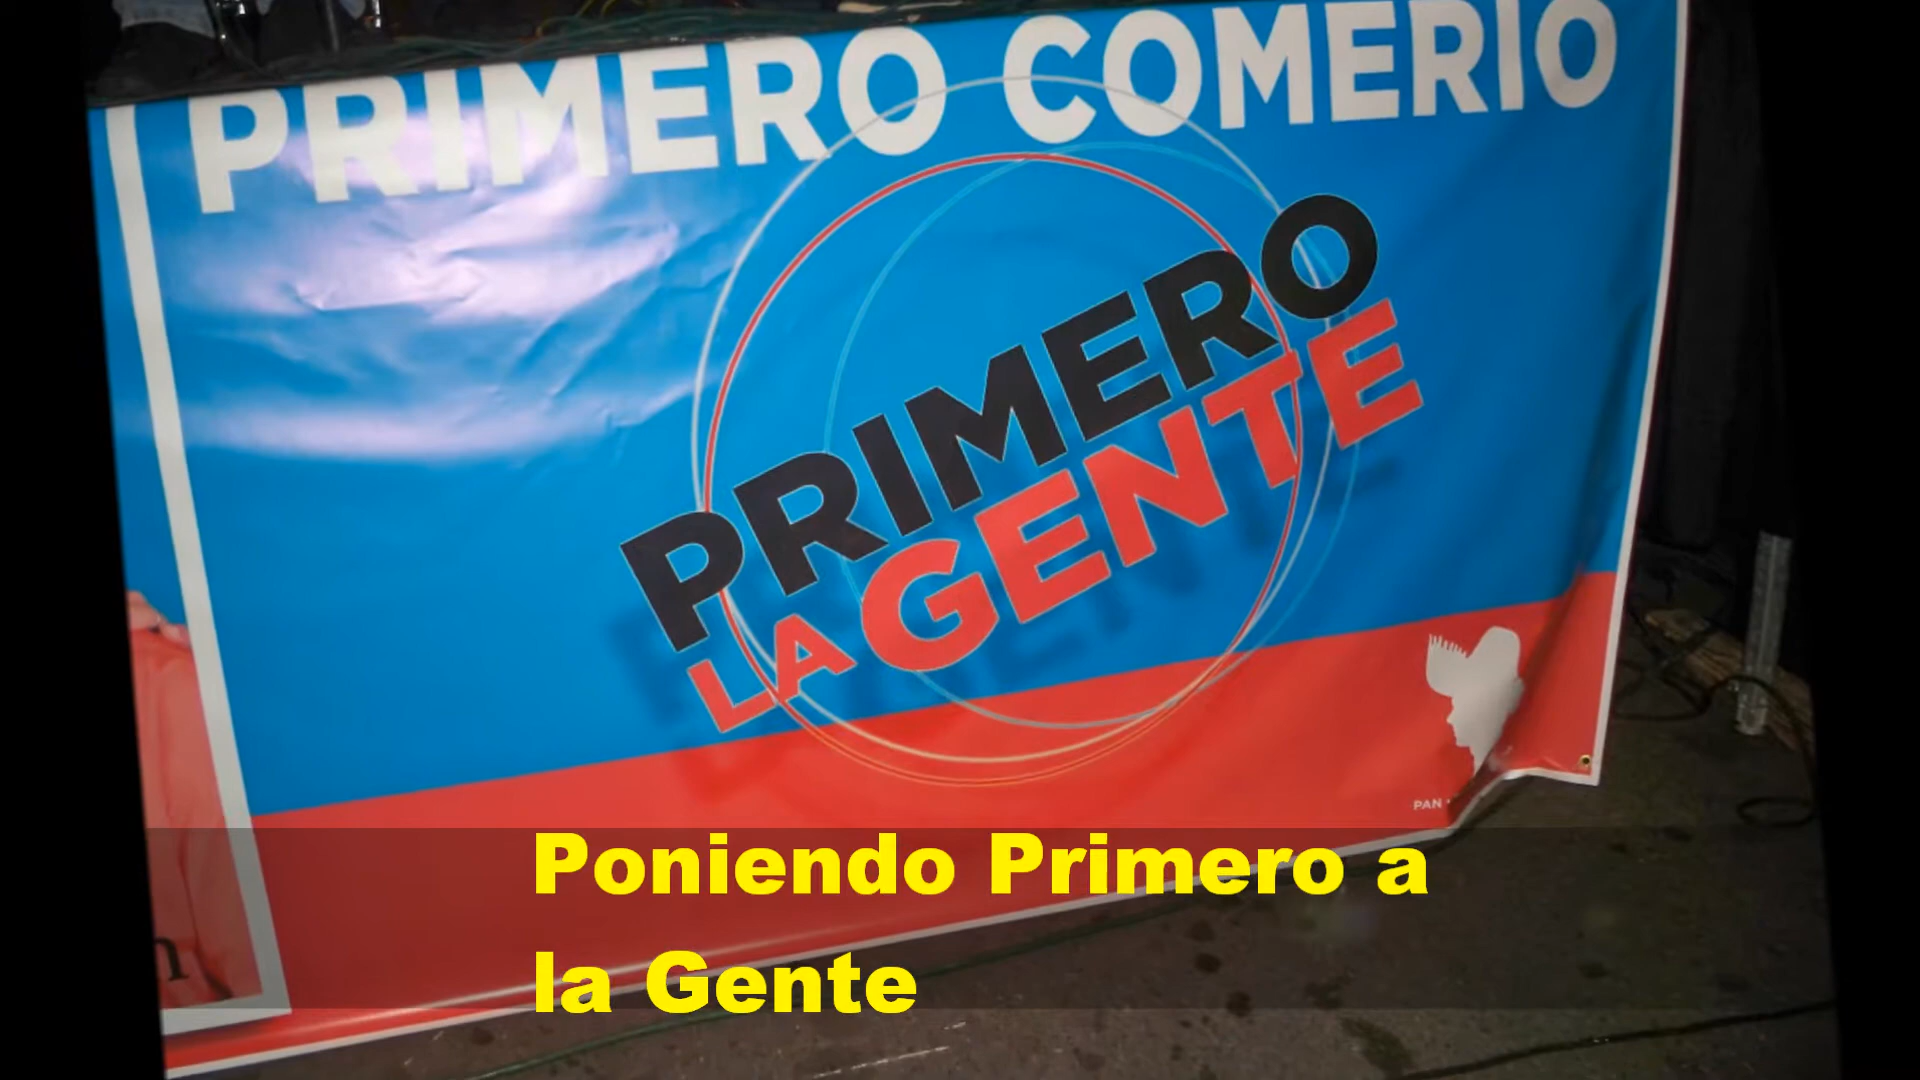 PRIMERO COMERIO
PRIMERO
LA GENTE
PAN
Poniendo Primero a
la Gente